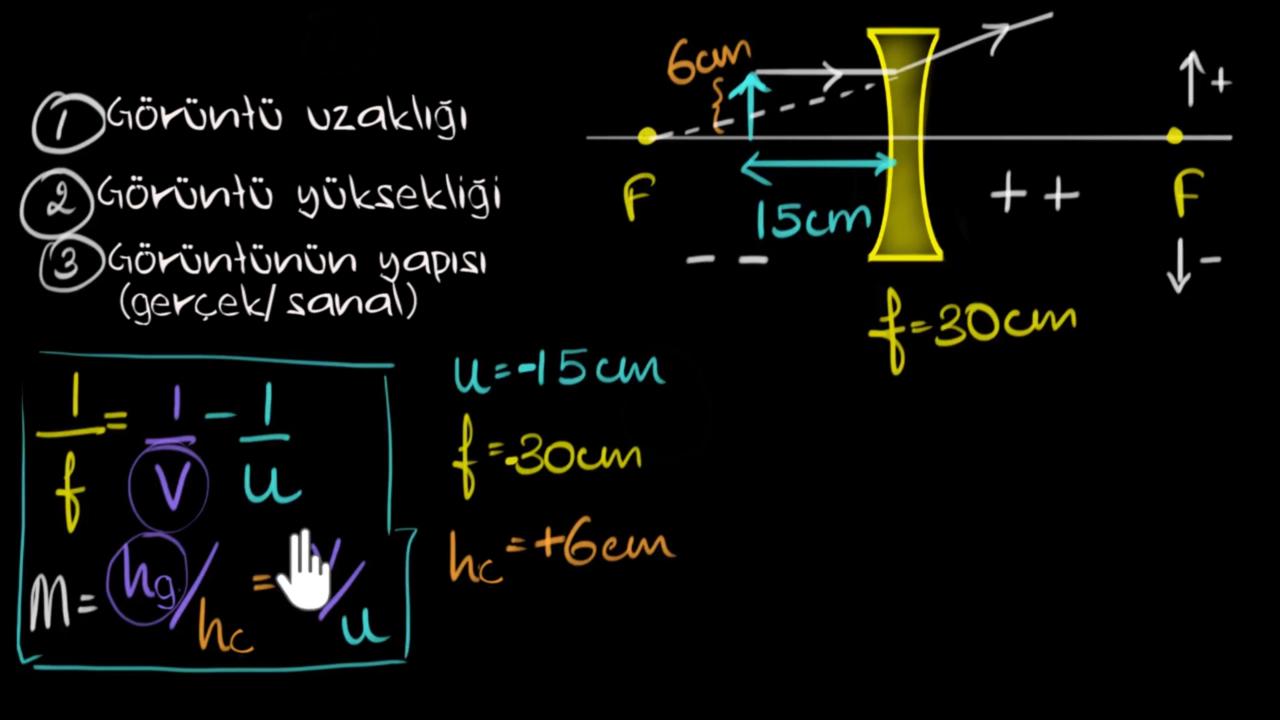 1 Görüntü uzaklığı
2 Görüntü yüksekliği
3 Görüntünün yapısı
(gerçek/sanal)
6cm
F
F
15cm
+
-
- -
+ +
f=30cm
1/f = 1/v - 1/u
M = hg/hc = v/u
u=-15cm
f=-30cm
hc=+6cm